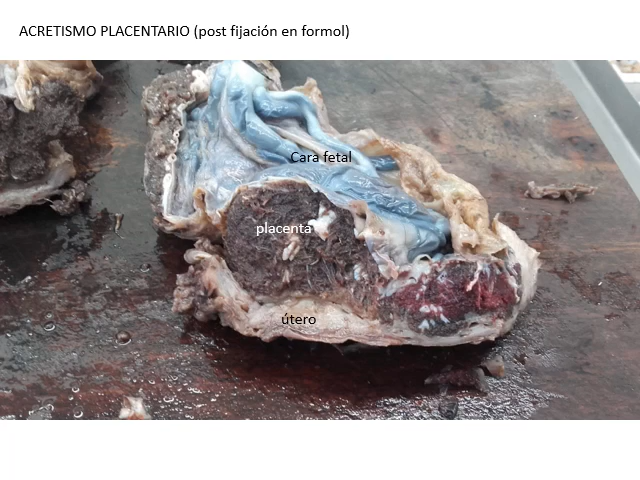 ACRETISMO PLACENTARIO (post fijación en formol)
Cara fetal
placenta
útero